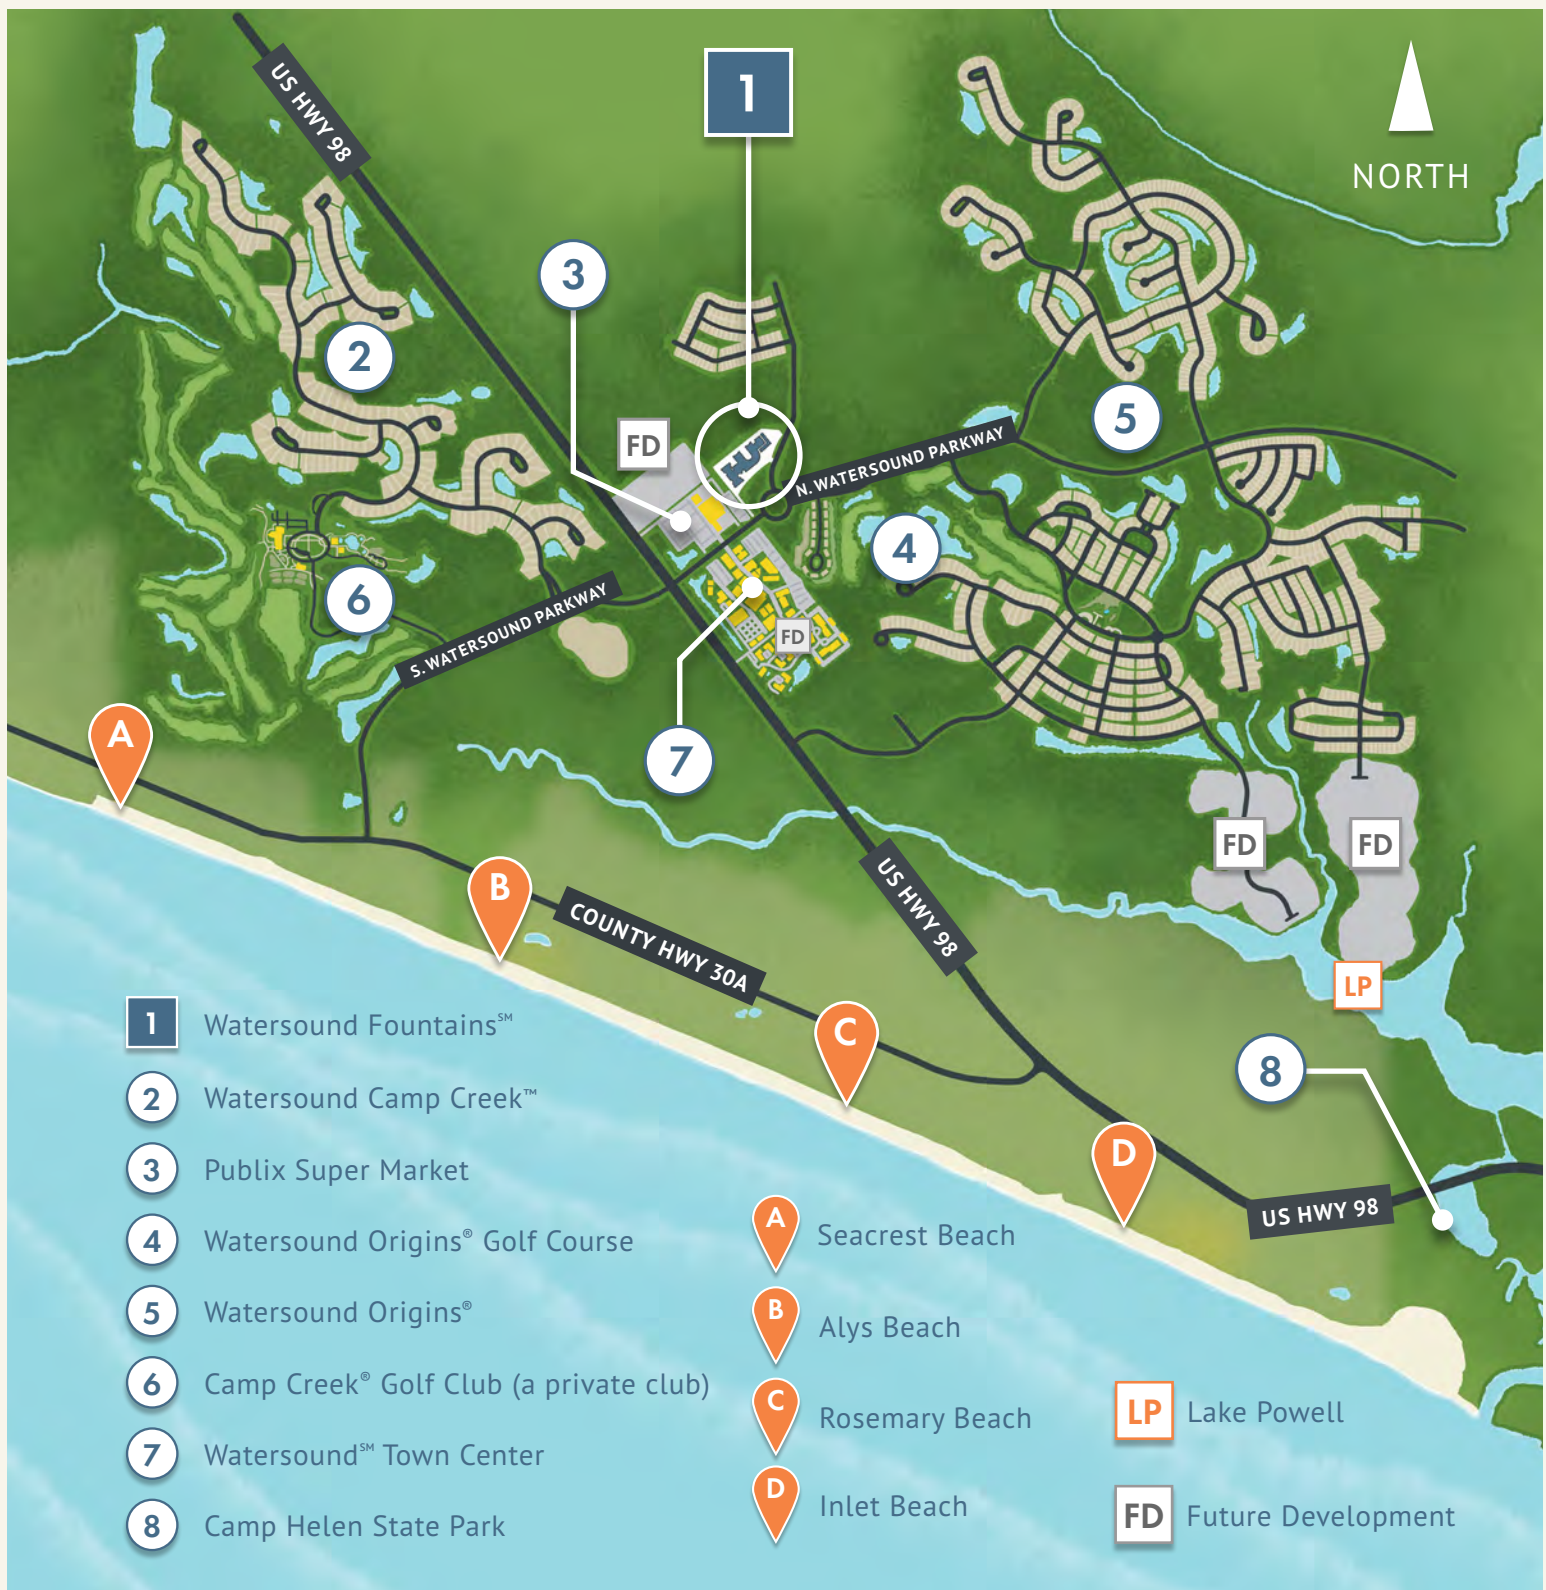 US HWY 98
1
NORTH
3
2
5
FD
N. WATERSOUND PARKWAY
4
6
S. WATERSOUND PARKWAY
FD
7
A
B
COUNTY HWY 30A
US HWY 98
FD
FD
LP
C
8
D
US HWY 98
1 Watersound Fountains℠
2 Watersound Camp Creek™
3 Publix Super Market
4 Watersound Origins® Golf Course
5 Watersound Origins®
6 Camp Creek® Golf Club (a private club)
7 Watersound℠ Town Center
8 Camp Helen State Park
A Seacrest Beach
B Alys Beach
C Rosemary Beach
D Inlet Beach
LP Lake Powell
FD Future Development